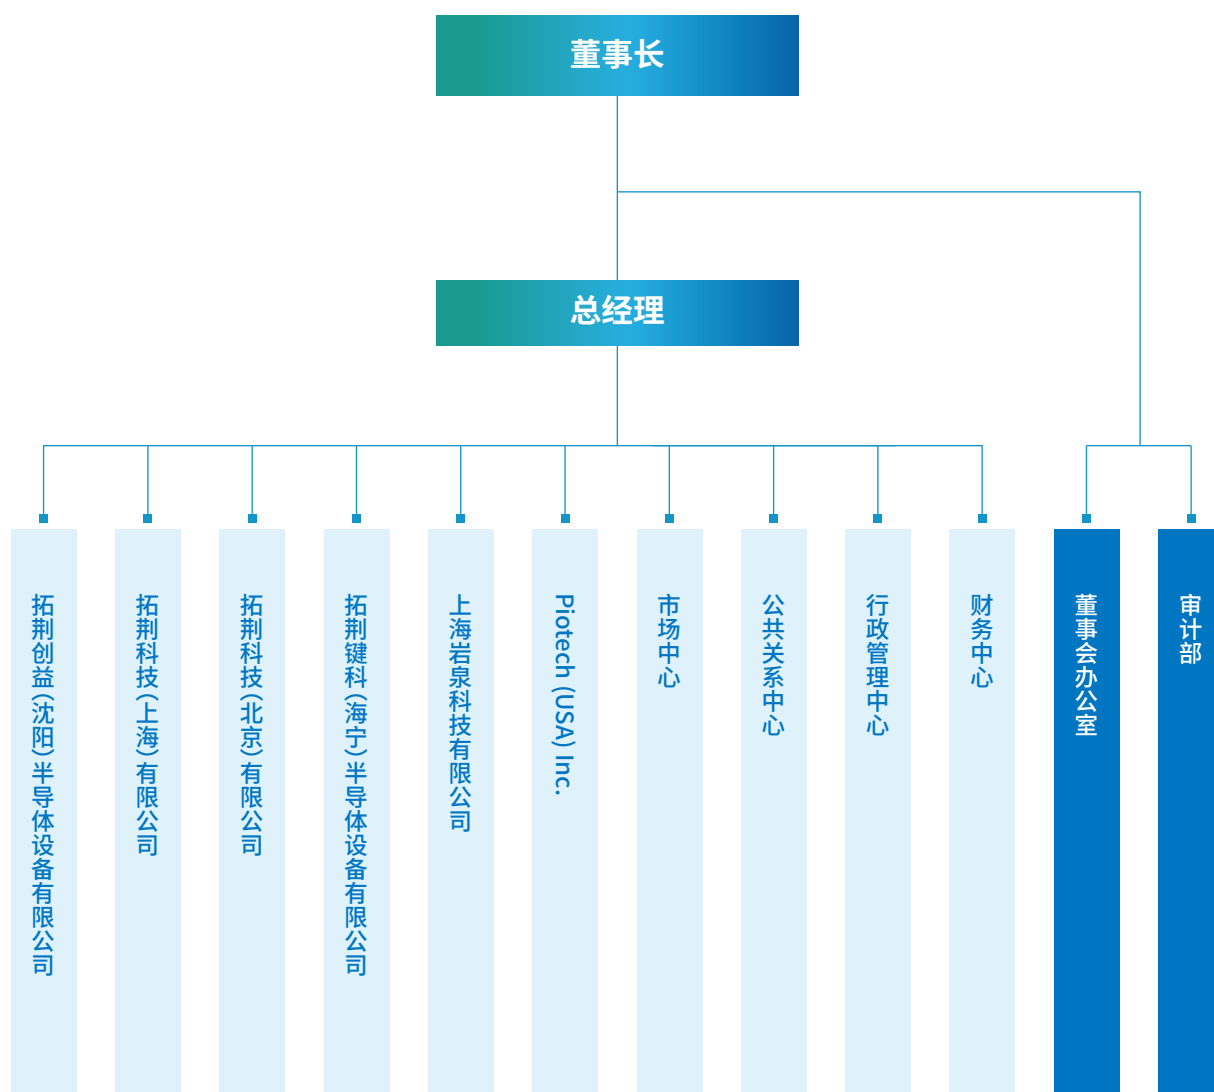 董事长
总经理
拓荆创益(沈阳)半导体设备有限公司
拓荆科技(上海)有限公司
拓荆科技(北京)有限公司
拓荆键科(海宁)半导体设备有限公司
上海岩泉科技有限公司
Piotech (USA) Inc.
市场中心
公共关系中心
行政管理中心
财务中心
董事会办公室
审计部